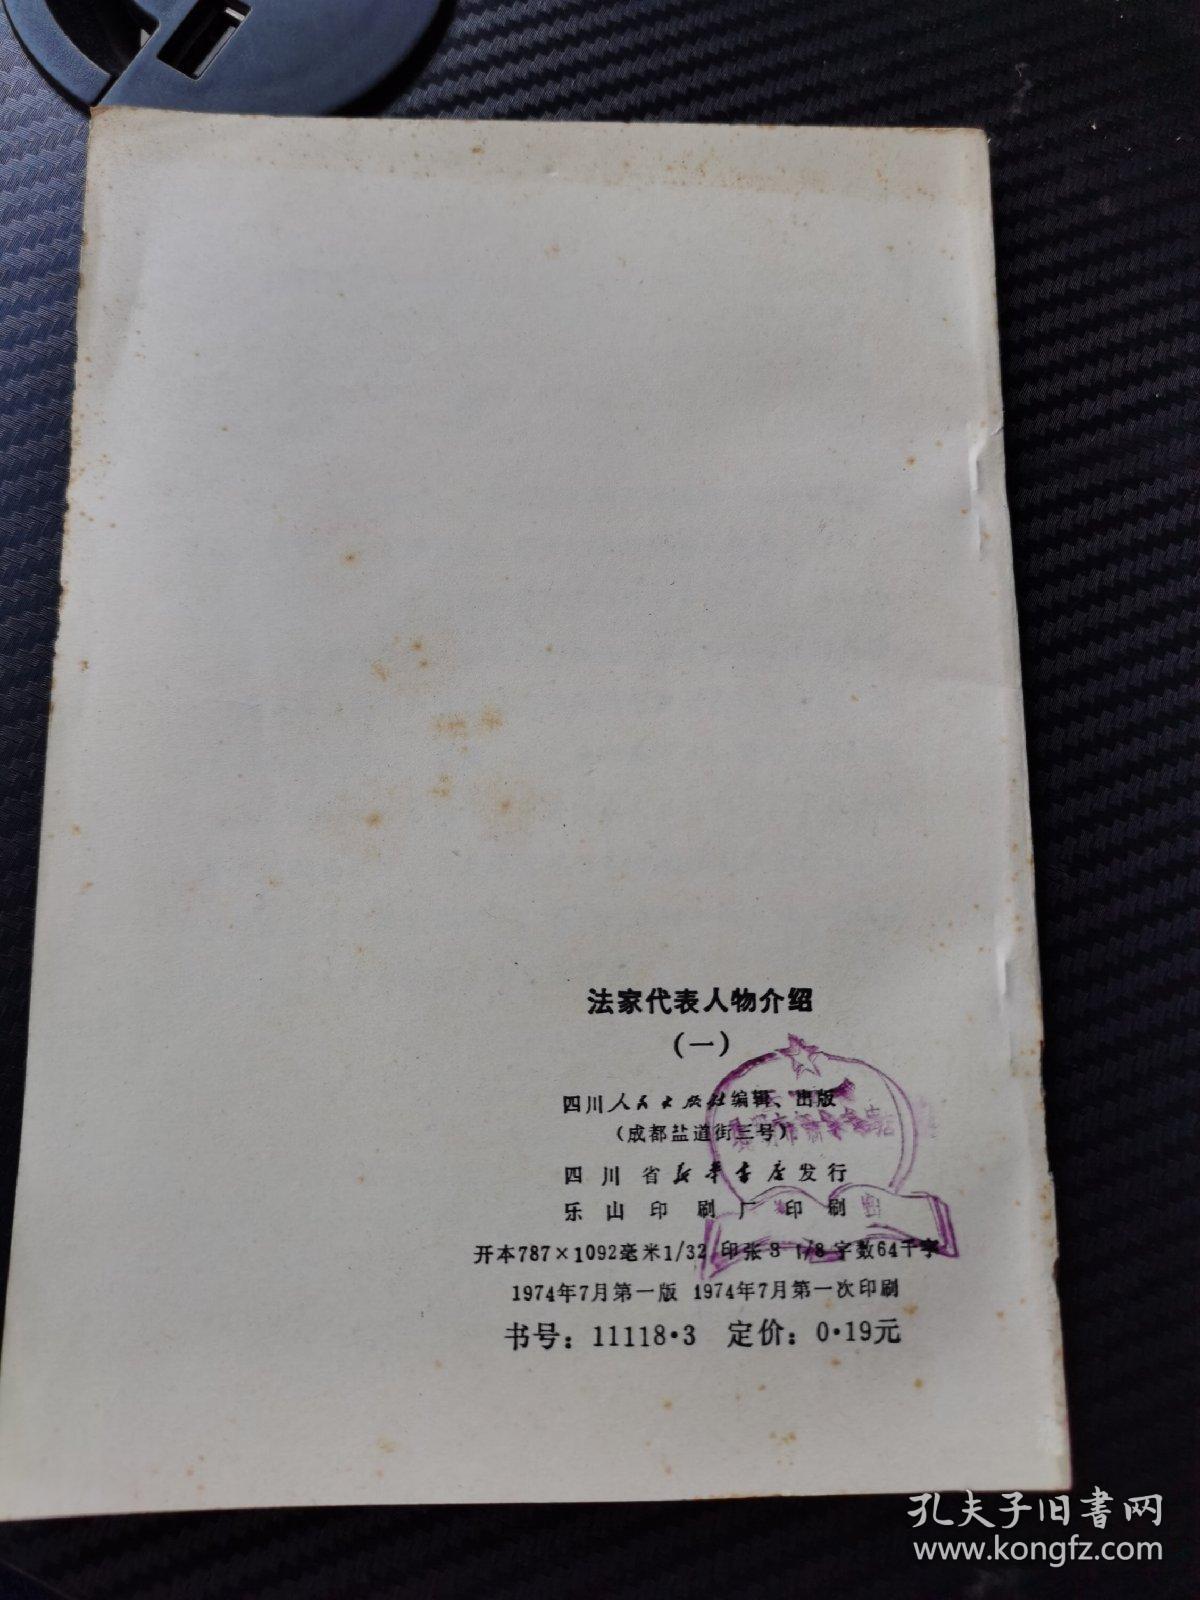 法家代表人物介绍
(一)
四川人民出版社编辑、出版
(成都盐道街三号)
四川省新华书店发行
乐山印刷厂印刷
开本787×1092毫米1/32 印张3 1/8 字数64千字
1974年7月第一版 1974年7月第一次印刷
书号：11118·3 定价：0·19元
孔夫子旧书网
www.kongfz.com